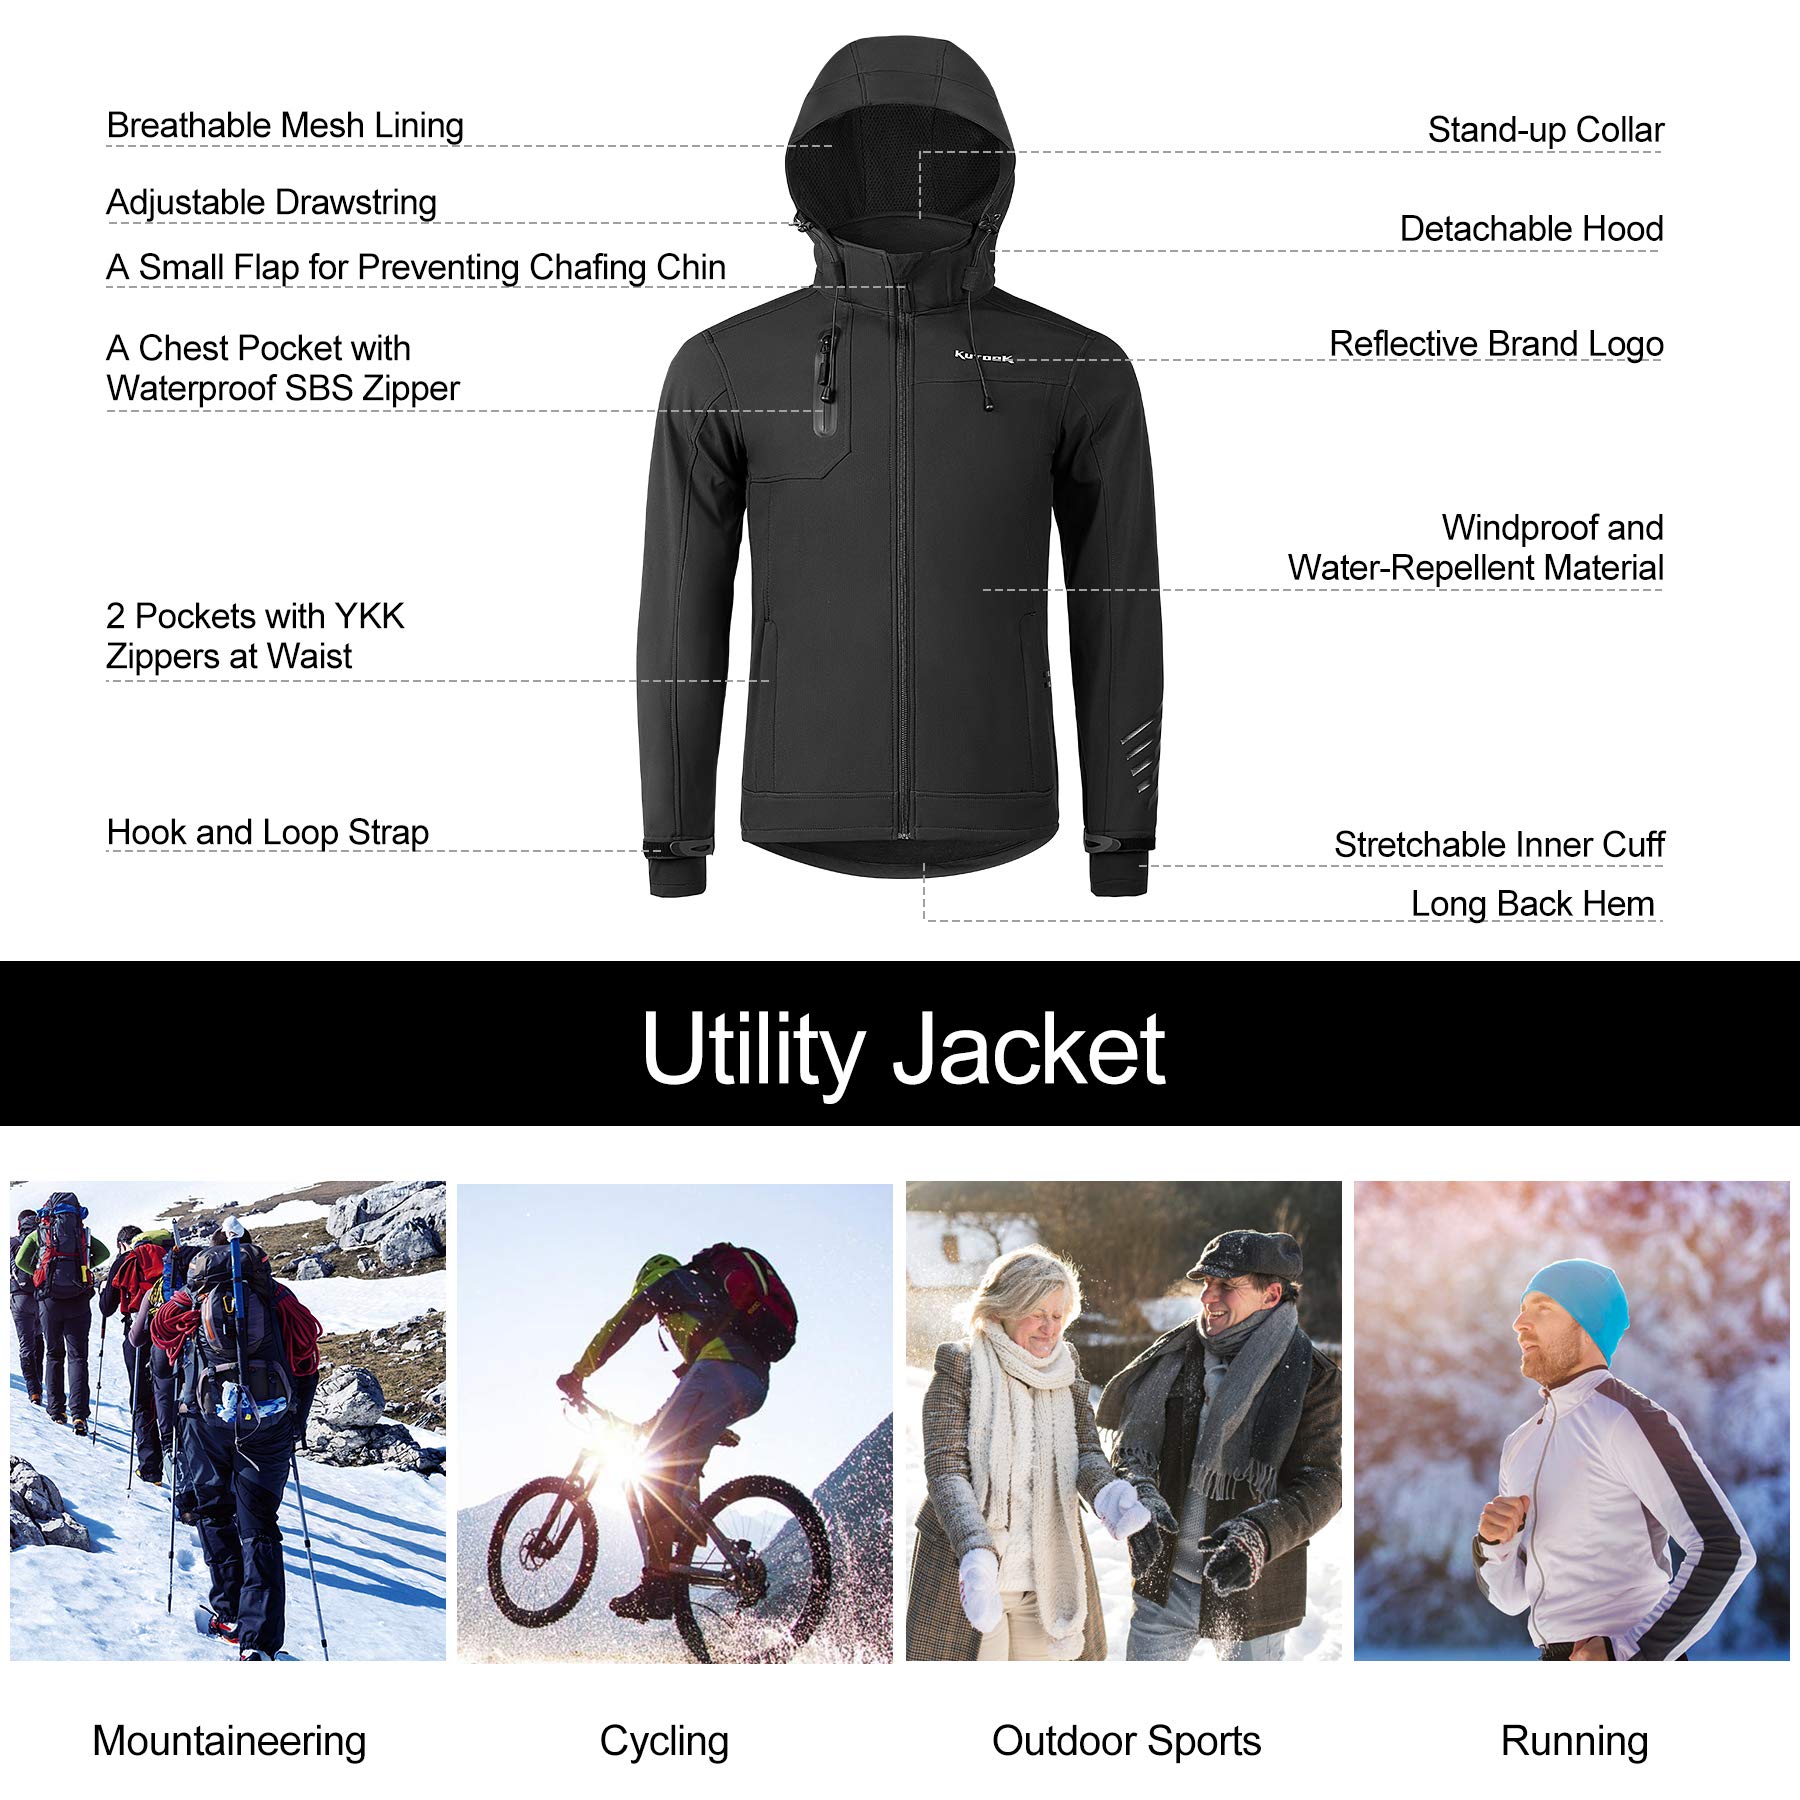 Breathable Mesh Lining
Adjustable Drawstring
A Small Flap for Preventing Chafing Chin
A Chest Pocket with
Waterproof SBS Zipper
2 Pockets with YKK
Zippers at Waist
Hook and Loop Strap
Stand-up Collar
Detachable Hood
KuTooK
Reflective Brand Logo
Windproof and
Water-Repellent Material
Stretchable Inner Cuff
Long Back Hem
Utility Jacket
Mountaineering
Cycling
Outdoor Sports
Running